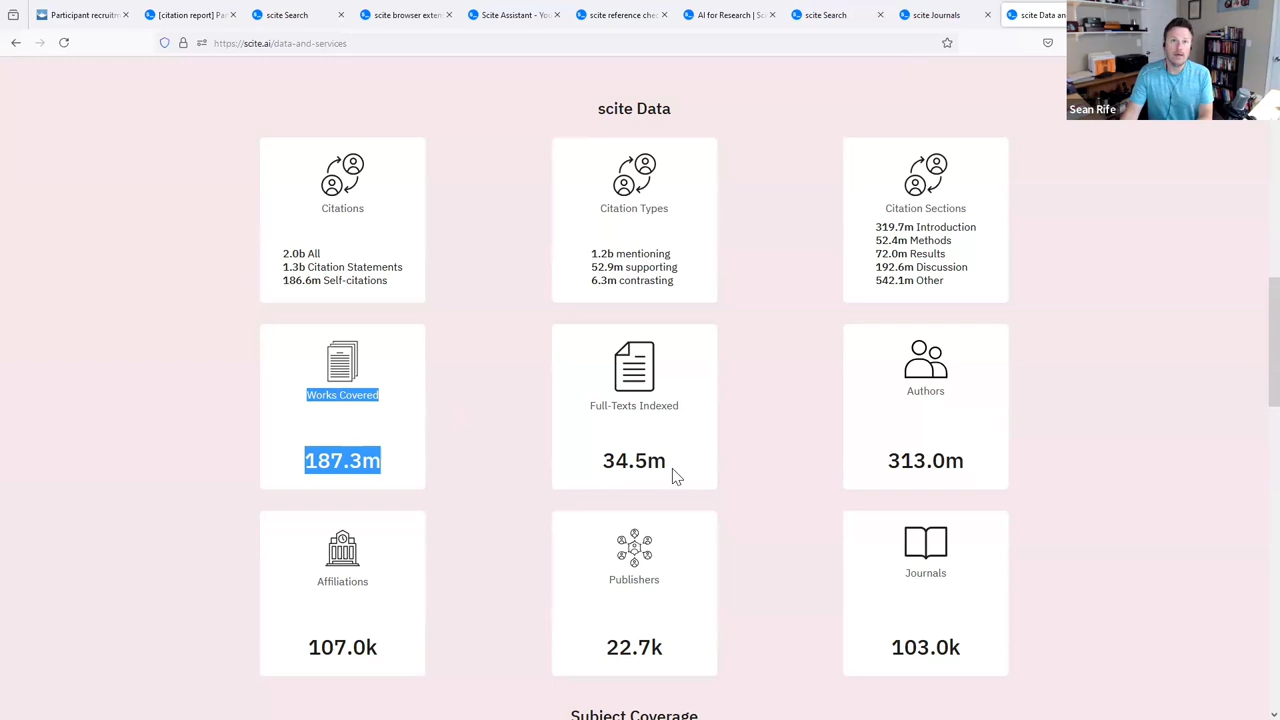 Participant recruitm
[citation report] Par
scite Search
scite browser exten
Scite Assistant - You
scite reference chec
AI for Research | Sc
scite Search
scite Journals
scite Data an
https://scite.ai/data-and-services
Sean Rife
scite Data
Citations
2.0b All
1.3b Citation Statements
186.6m Self-citations
Citation Types
1.2b mentioning
52.9m supporting
6.3m contrasting
Citation Sections
319.7m Introduction
52.4m Methods
72.0m Results
192.6m Discussion
542.1m Other
Works Covered
187.3m
Full-Texts Indexed
34.5m
Authors
313.0m
Affiliations
107.0k
Publishers
22.7k
Journals
103.0k
Subject Coverage